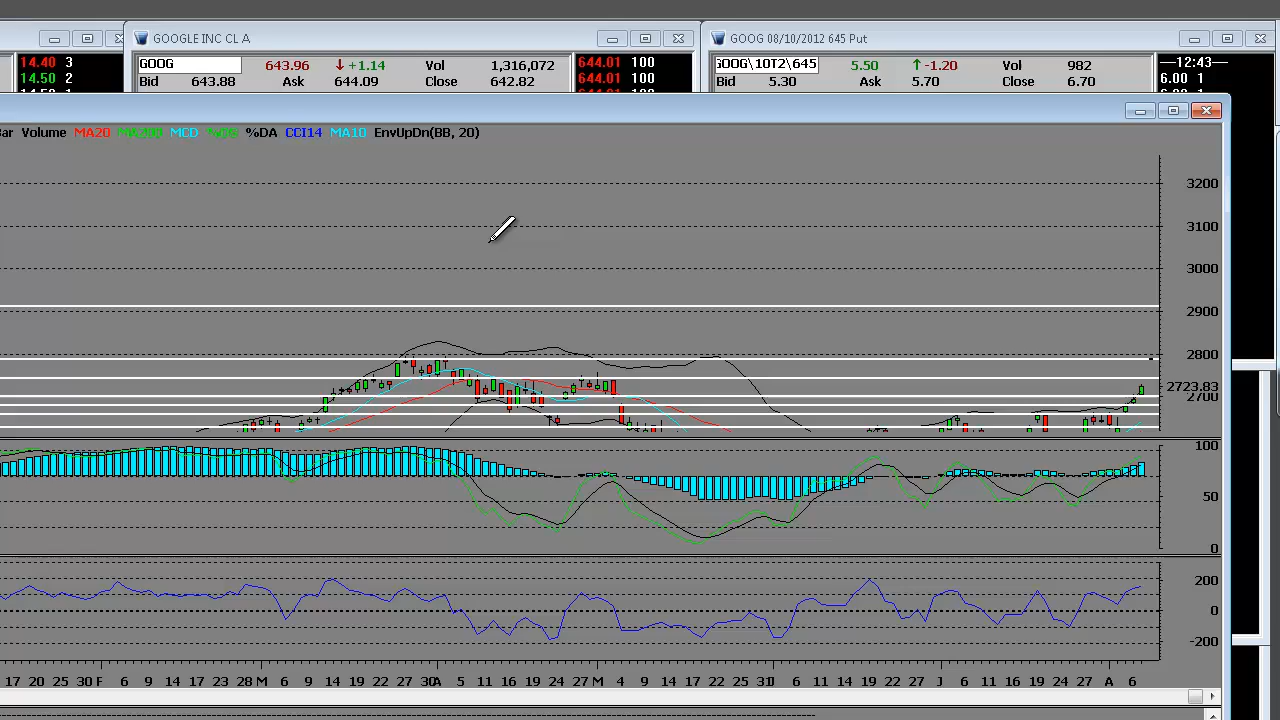 GOOGLE INC CL A
GOOG 08/10/2012 645 Put
14.40 3
14.50 2
GOOG 643.96 +1.14 Vol 1,316,072
Bid 643.88 Ask 644.09 Close 642.82
644.01 100
644.01 100
GOOG\10T2\645 5.50 -1.20 Vol 982
Bid 5.30 Ask 5.70 Close 6.70
—12:43—
6.00 1
Bar Volume MA20 MA200 MCD %DA CCI14 MA10 EnvUpDn(BB, 20)
3200
3100
3000
2900
2800
2723.83
2700
100
50
0
200
0
-200
17 20 25 30 F 6 9 14 17 23 28 M 6 9 14 19 22 27 30 A 5 11 16 19 24 27 M 4 9 14 17 22 25 31 J 6 11 14 19 22 27 J 6 11 16 19 24 27 A 6